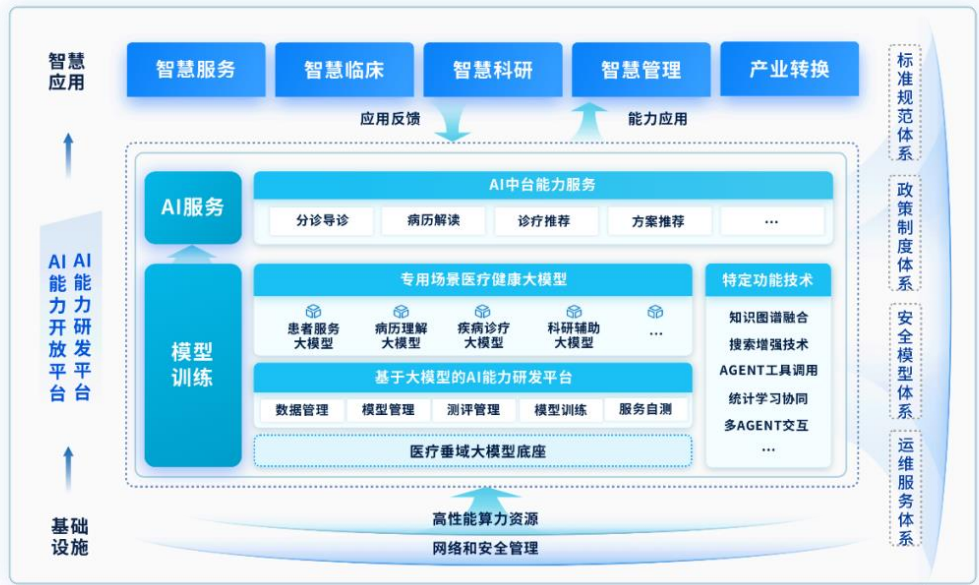 智慧
应用
智慧服务
智慧临床
智慧科研
智慧管理
产业转换
应用反馈
能力应用
AI能力开放平台
AI能力研发平台
AI服务
AI中台能力服务
分诊导诊
病历解读
诊疗推荐
方案推荐
...
模型
训练
专用场景医疗健康大模型
患者服务
大模型
病历理解
大模型
疾病诊疗
大模型
科研辅助
大模型
...
基于大模型的AI能力研发平台
数据管理
模型管理
测评管理
模型训练
服务自测
医疗垂域大模型底座
特定功能技术
知识图谱融合
搜索增强技术
AGENT工具调用
统计学习协同
多AGENT交互
...
基础
设施
高性能算力资源
网络和安全管理
标准规范体系
政策制度体系
安全模型体系
运维服务体系